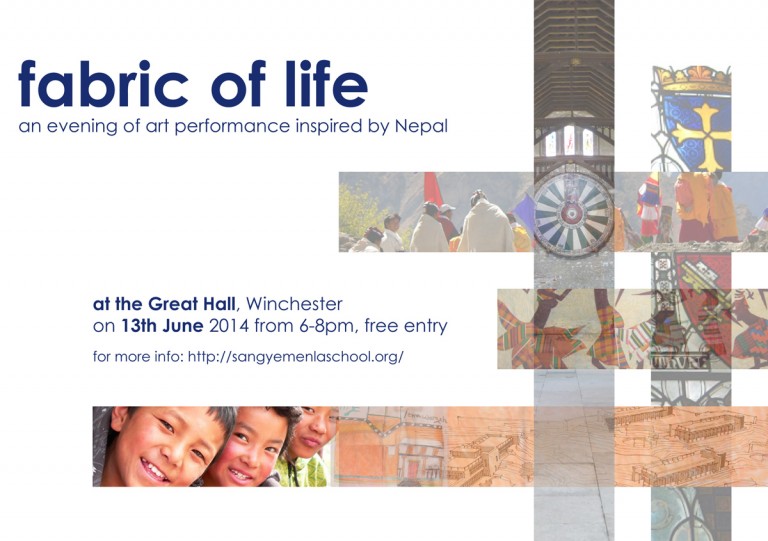 fabric of life
an evening of art performance inspired by Nepal
at the Great Hall, Winchester
on 13th June 2014 from 6-8pm, free entry
for more info: http://sangyemenlaschool.org/